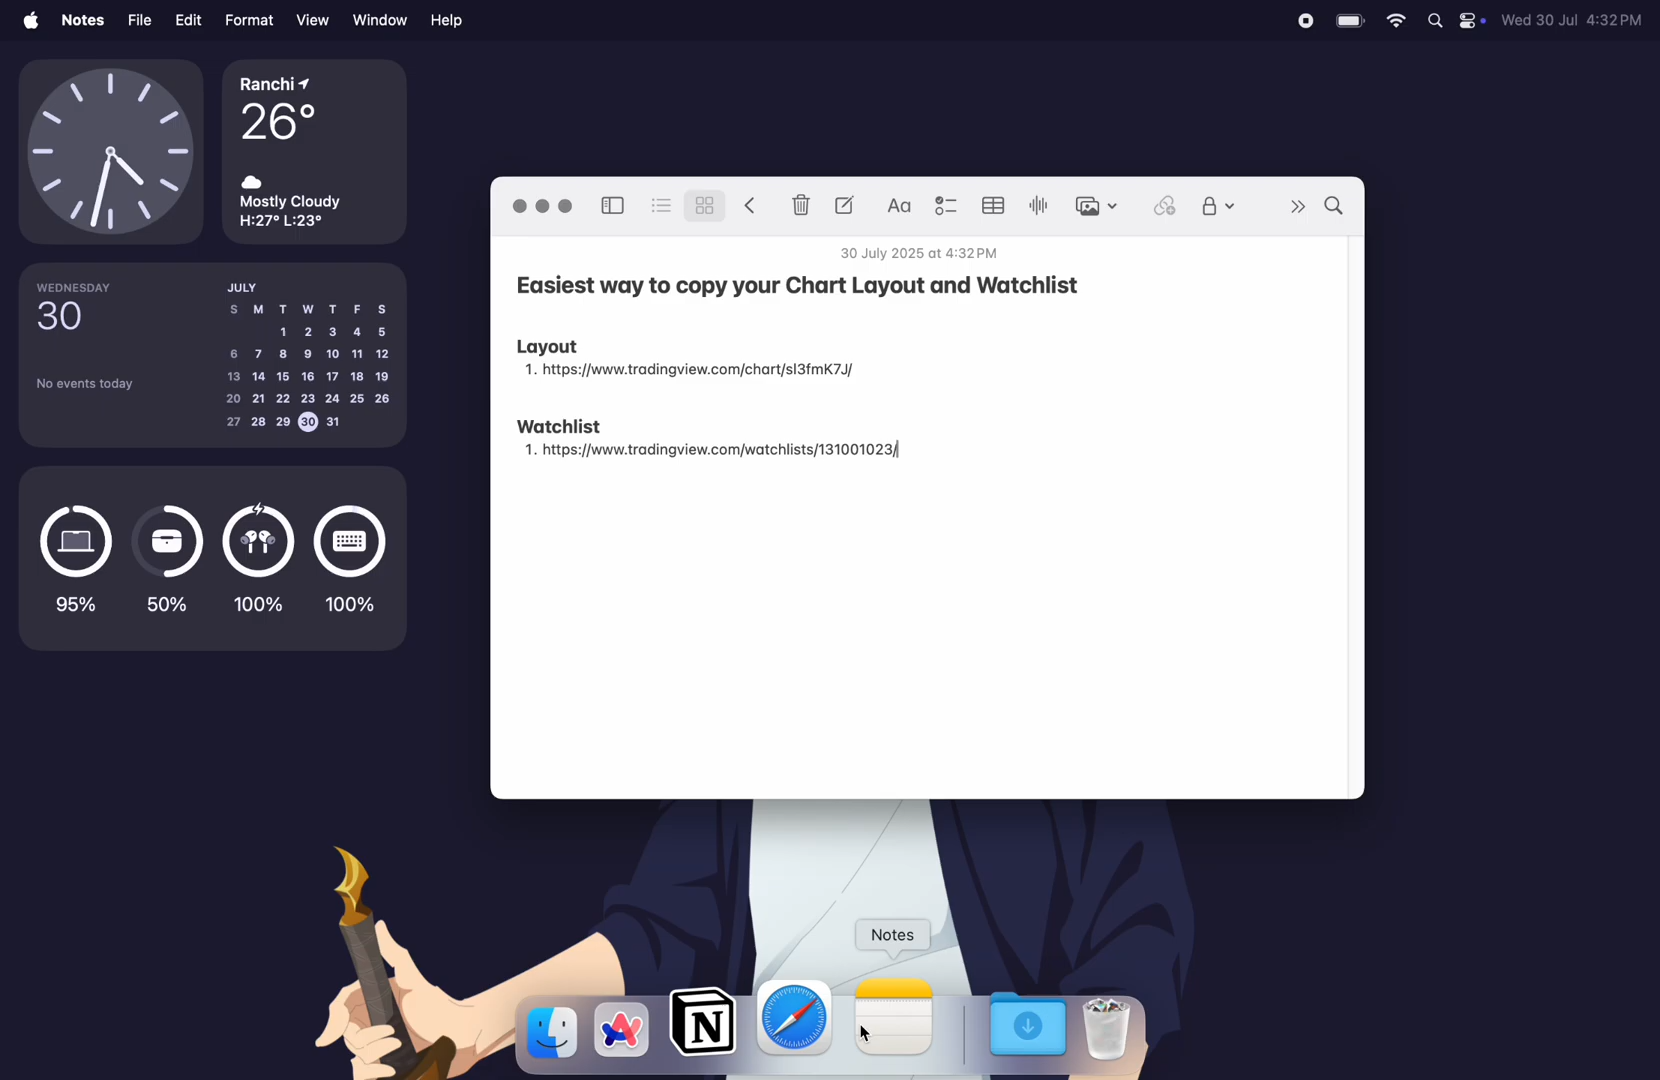 Notes File Edit Format View Window Help Wed 30 Jul 4:32 PM
Ranchi
26°
Mostly Cloudy
H:27° L:23°
WEDNESDAY
30
No events today
JULY
S M T W T F S
1 2 3 4 5
6 7 8 9 10 11 12
13 14 15 16 17 18 19
20 21 22 23 24 25 26
27 28 29 30 31
95% 50% 100% 100%
Aa
30 July 2025 at 4:32 PM
Easiest way to copy your Chart Layout and Watchlist
Layout
1. https://www.tradingview.com/chart/sl3fmK7J/
Watchlist
1. https://www.tradingview.com/watchlists/131001023/
Notes
N